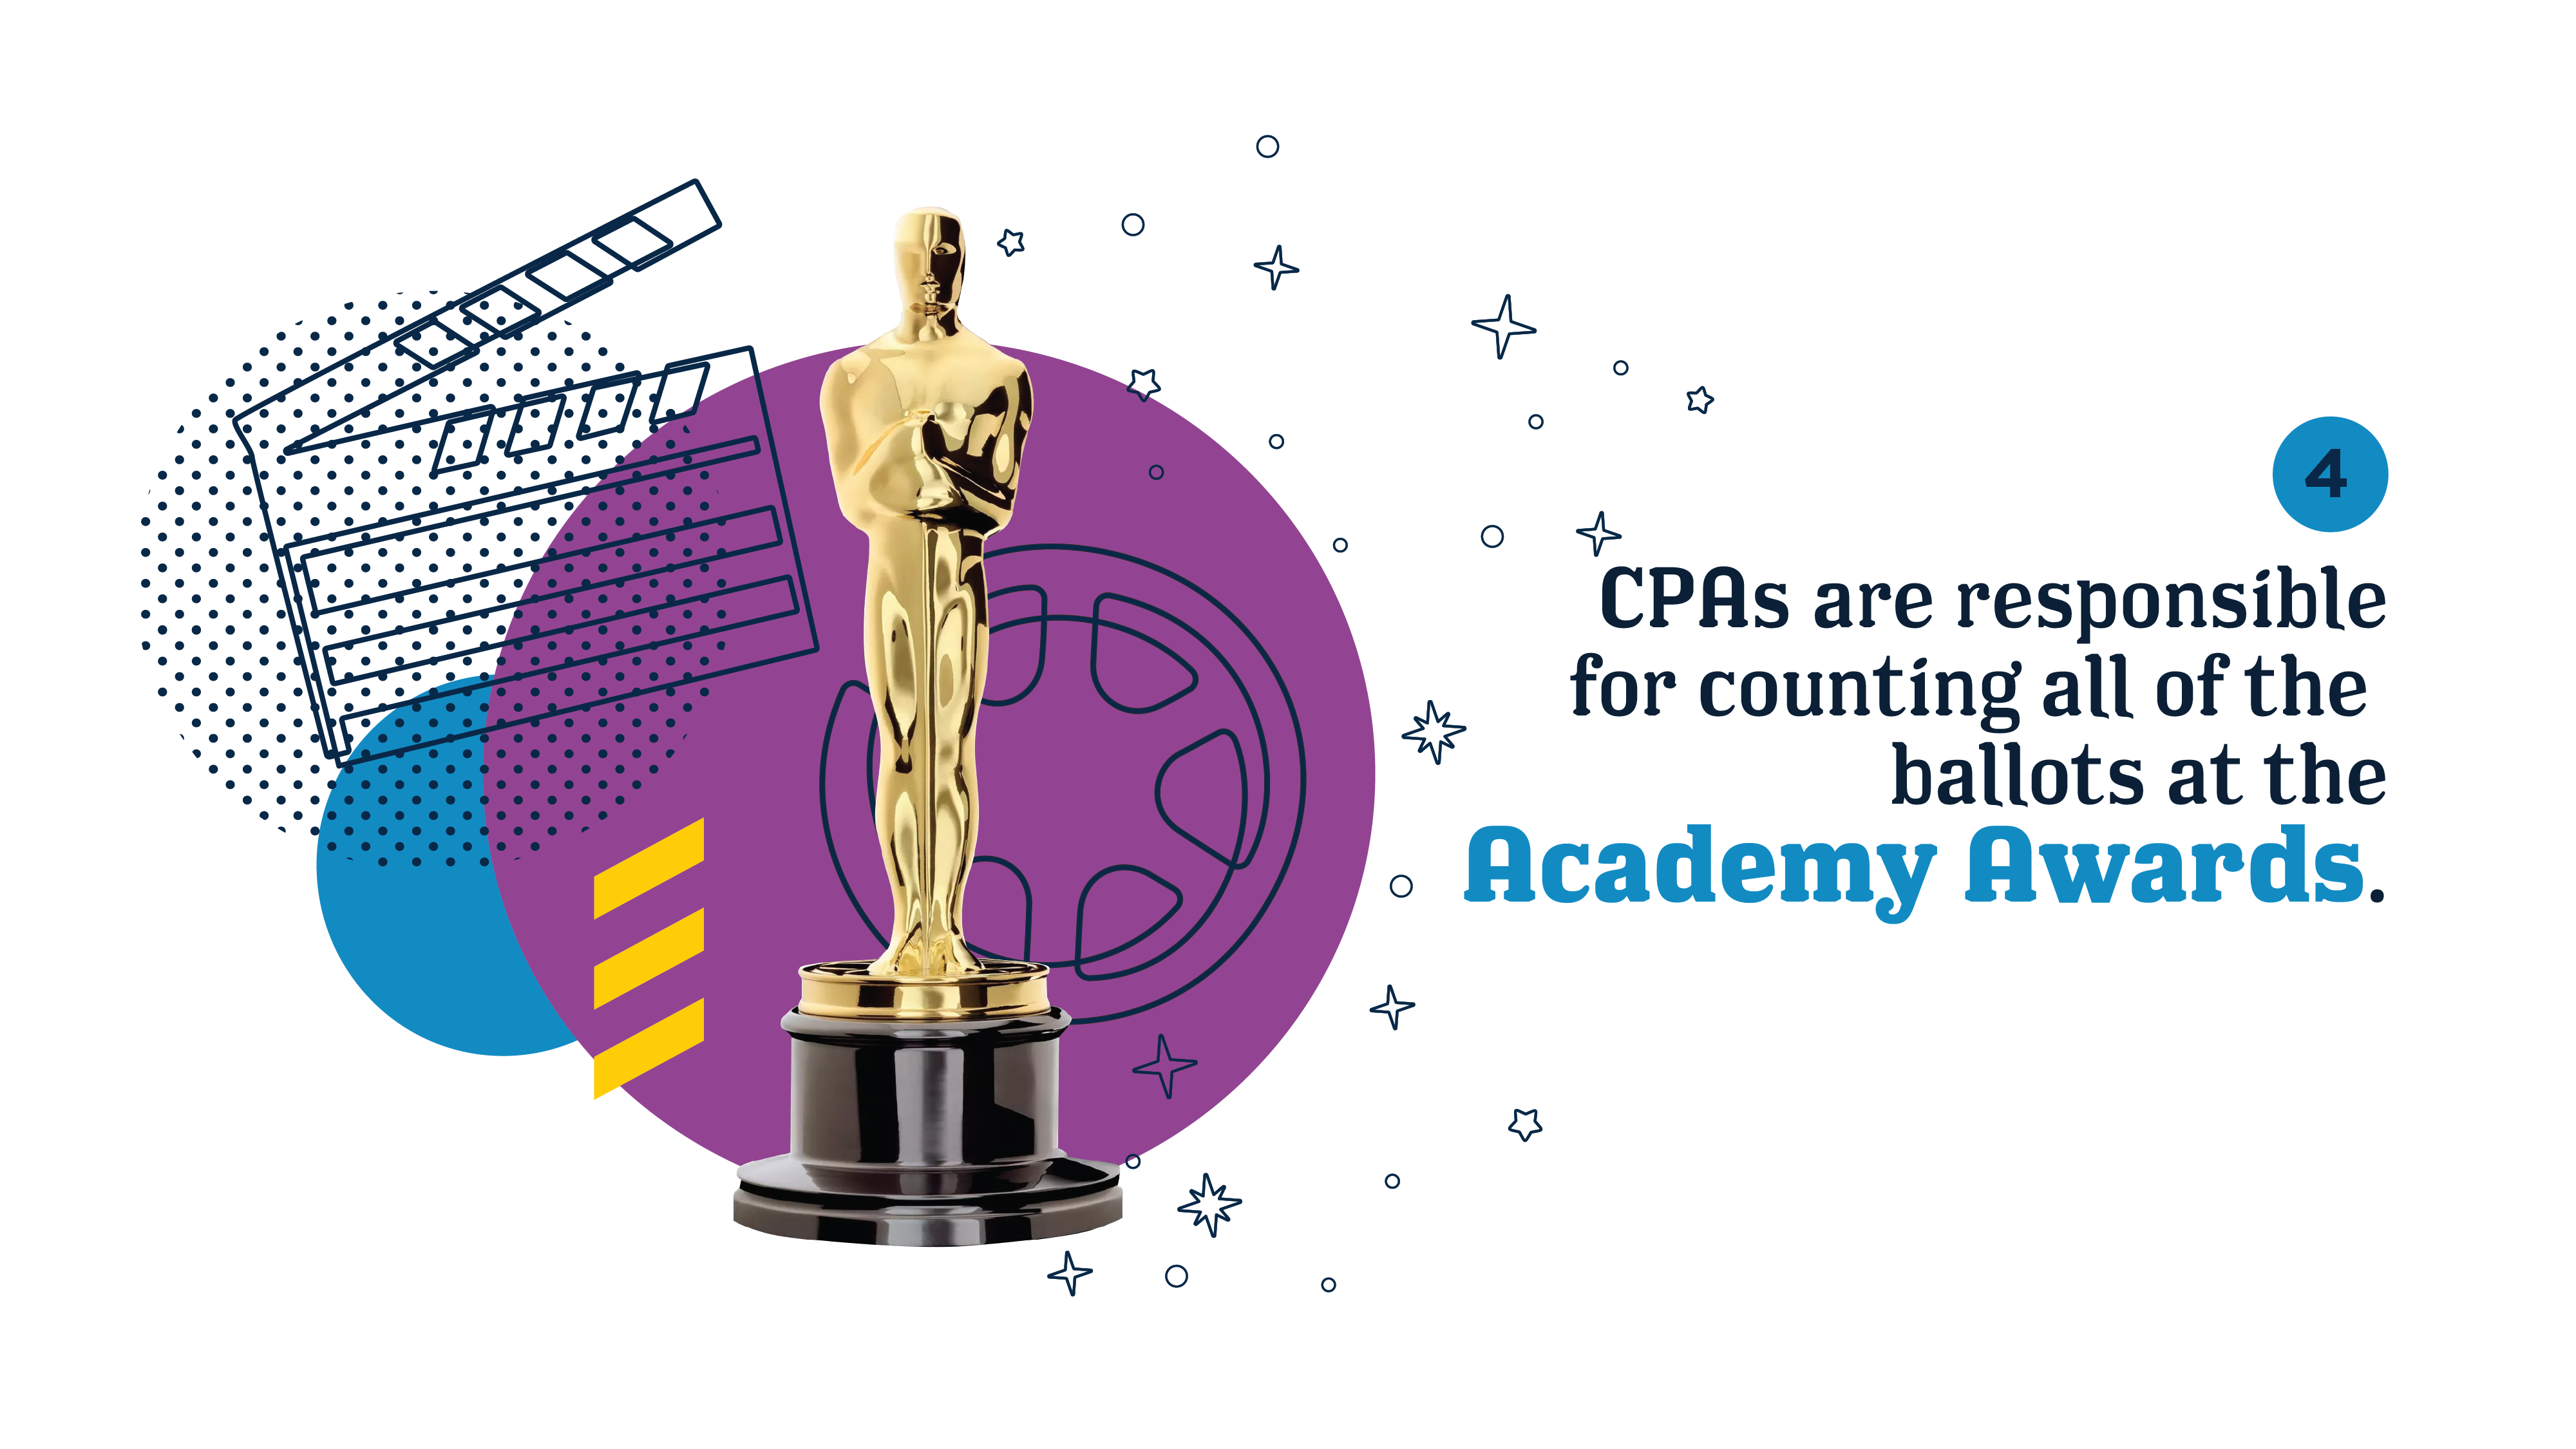 4
CPAs are responsible
for counting all of the
ballots at the
Academy Awards.